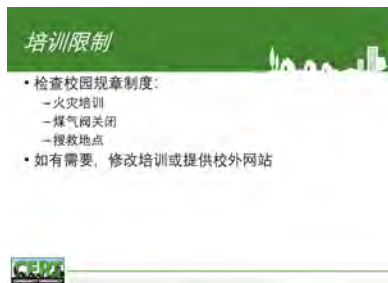 培训限制
• 检查校园规章制度：
–火灾培训
–煤气阀关闭
–搜救地点
• 如有需要，修改培训或提供校外网站
CERT